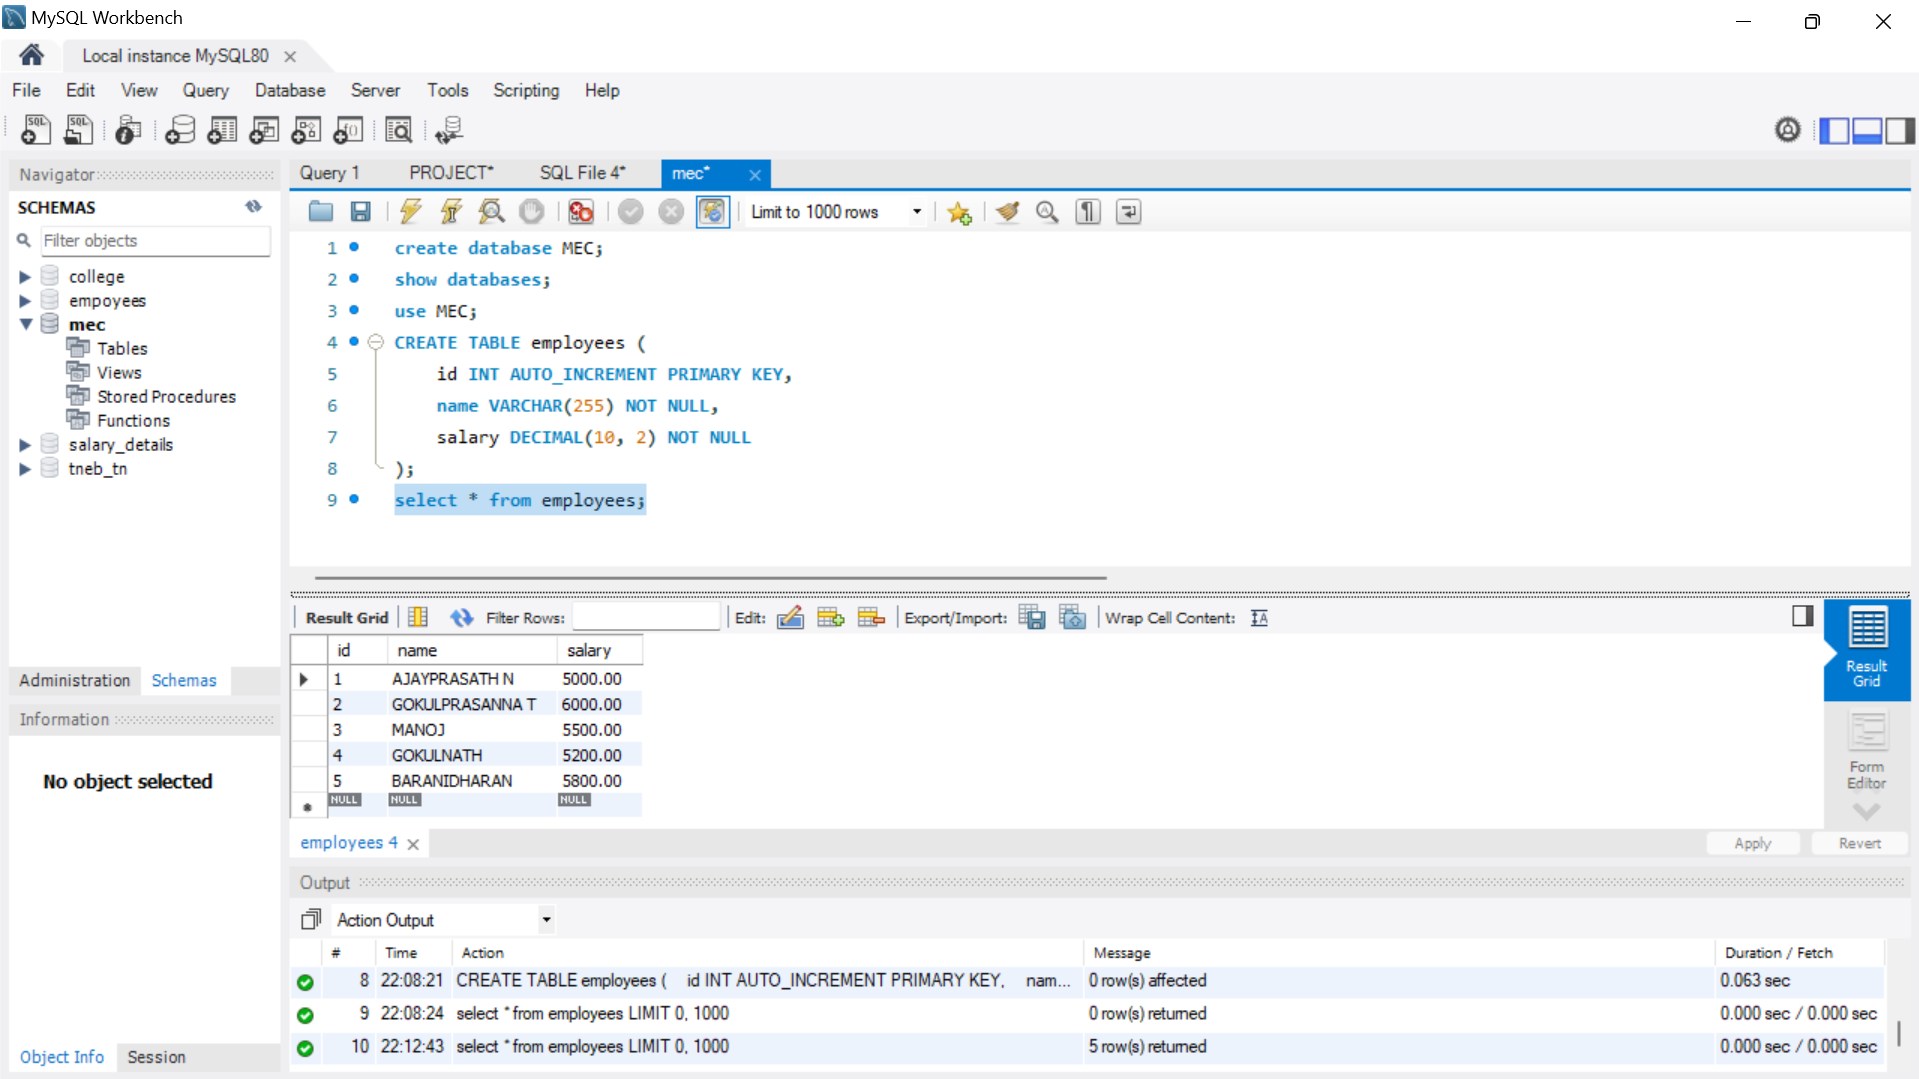 MySQL Workbench
Local instance MySQL80
File Edit View Query Database Server Tools Scripting Help
Navigator
SCHEMAS
Filter objects
college
empoyees
mec
Tables
Views
Stored Procedures
Functions
salary_details
tneb_tn
Administration Schemas
Information
No object selected
Object Info Session
Query 1 PROJECT* SQL File 4* mec*
Limit to 1000 rows
1 create database MEC;
2 show databases;
3 use MEC;
4 CREATE TABLE employees (
5 id INT AUTO_INCREMENT PRIMARY KEY,
6 name VARCHAR(255) NOT NULL,
7 salary DECIMAL(10, 2) NOT NULL
8 );
9 select * from employees;
Result Grid Filter Rows: Edit: Export/Import: Wrap Cell Content:
id name salary
1 AJAYPRASATH N 5000.00
2 GOKULPRASANNA T 6000.00
3 MANOJ 5500.00
4 GOKULNATH 5200.00
5 BARANIDHARAN 5800.00
NULL NULL NULL
Result
Grid
Form
Editor
employees 4
Apply Revert
Output
Action Output
# Time Action Message Duration / Fetch
8 22:08:21 CREATE TABLE employees ( id INT AUTO_INCREMENT PRIMARY KEY, nam... 0 row(s) affected 0.063 sec
9 22:08:24 select * from employees LIMIT 0, 1000 0 row(s) returned 0.000 sec / 0.000 sec
10 22:12:43 select * from employees LIMIT 0, 1000 5 row(s) returned 0.000 sec / 0.000 sec